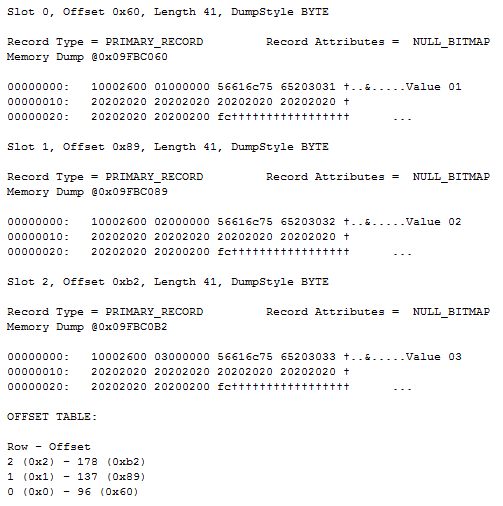 Slot 0, Offset 0x60, Length 41, DumpStyle BYTE
Record Type = PRIMARY_RECORD         Record Attributes =  NULL_BITMAP
Memory Dump @0x09FBC060
00000000:   10002600 01000000 56616c75 65203031 †..&.....Value 01
00000010:   20202020 20202020 20202020 20202020 †
00000020:   20202020 20200200 fc†††††††††††††††††      ...
Slot 1, Offset 0x89, Length 41, DumpStyle BYTE
Record Type = PRIMARY_RECORD         Record Attributes =  NULL_BITMAP
Memory Dump @0x09FBC089
00000000:   10002600 02000000 56616c75 65203032 †..&.....Value 02
00000010:   20202020 20202020 20202020 20202020 †
00000020:   20202020 20200200 fc†††††††††††††††††      ...
Slot 2, Offset 0xb2, Length 41, DumpStyle BYTE
Record Type = PRIMARY_RECORD         Record Attributes =  NULL_BITMAP
Memory Dump @0x09FBC0B2
00000000:   10002600 03000000 56616c75 65203033 †..&.....Value 03
00000010:   20202020 20202020 20202020 20202020 †
00000020:   20202020 20200200 fc†††††††††††††††††      ...
OFFSET TABLE:
Row - Offset
2 (0x2) - 178 (0xb2)
1 (0x1) - 137 (0x89)
0 (0x0) - 96 (0x60)